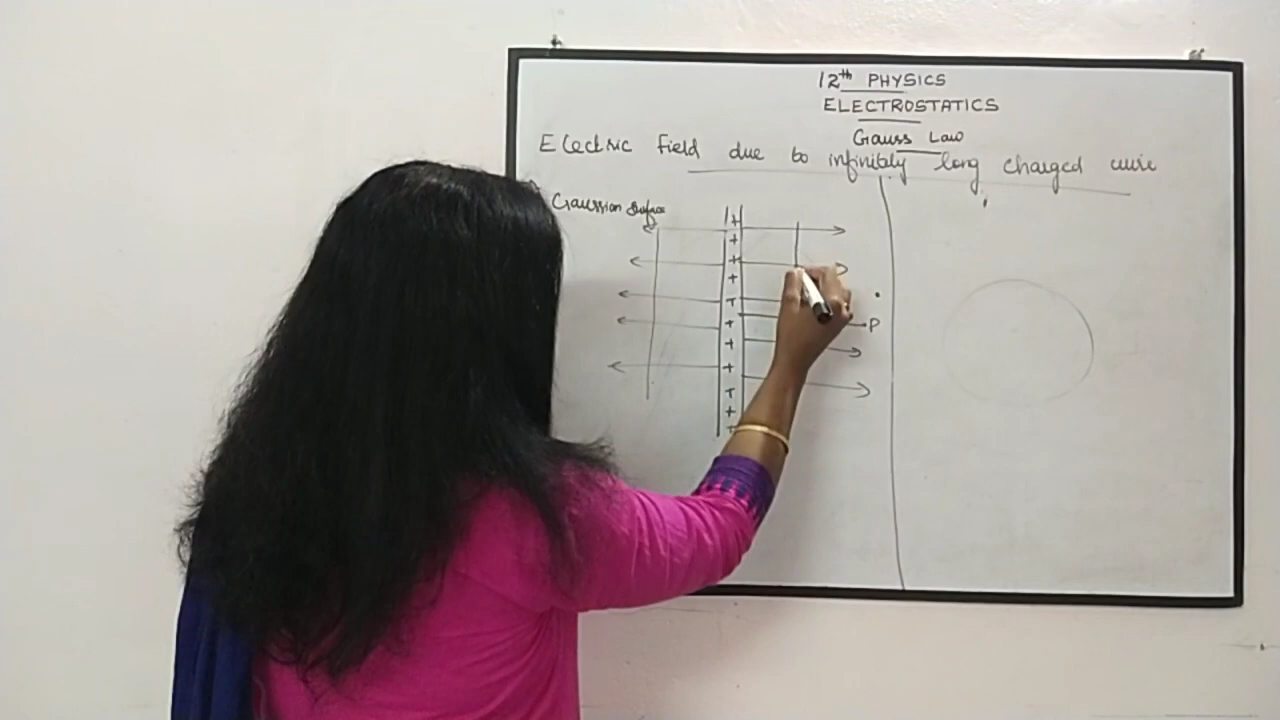 12th PHYSICS
ELECTROSTATICS
Gauss Law
Electric Field due to infinitely long charged wire
Gaussian surface
+
+
+
+
+
+
+
+
+
+
+
P